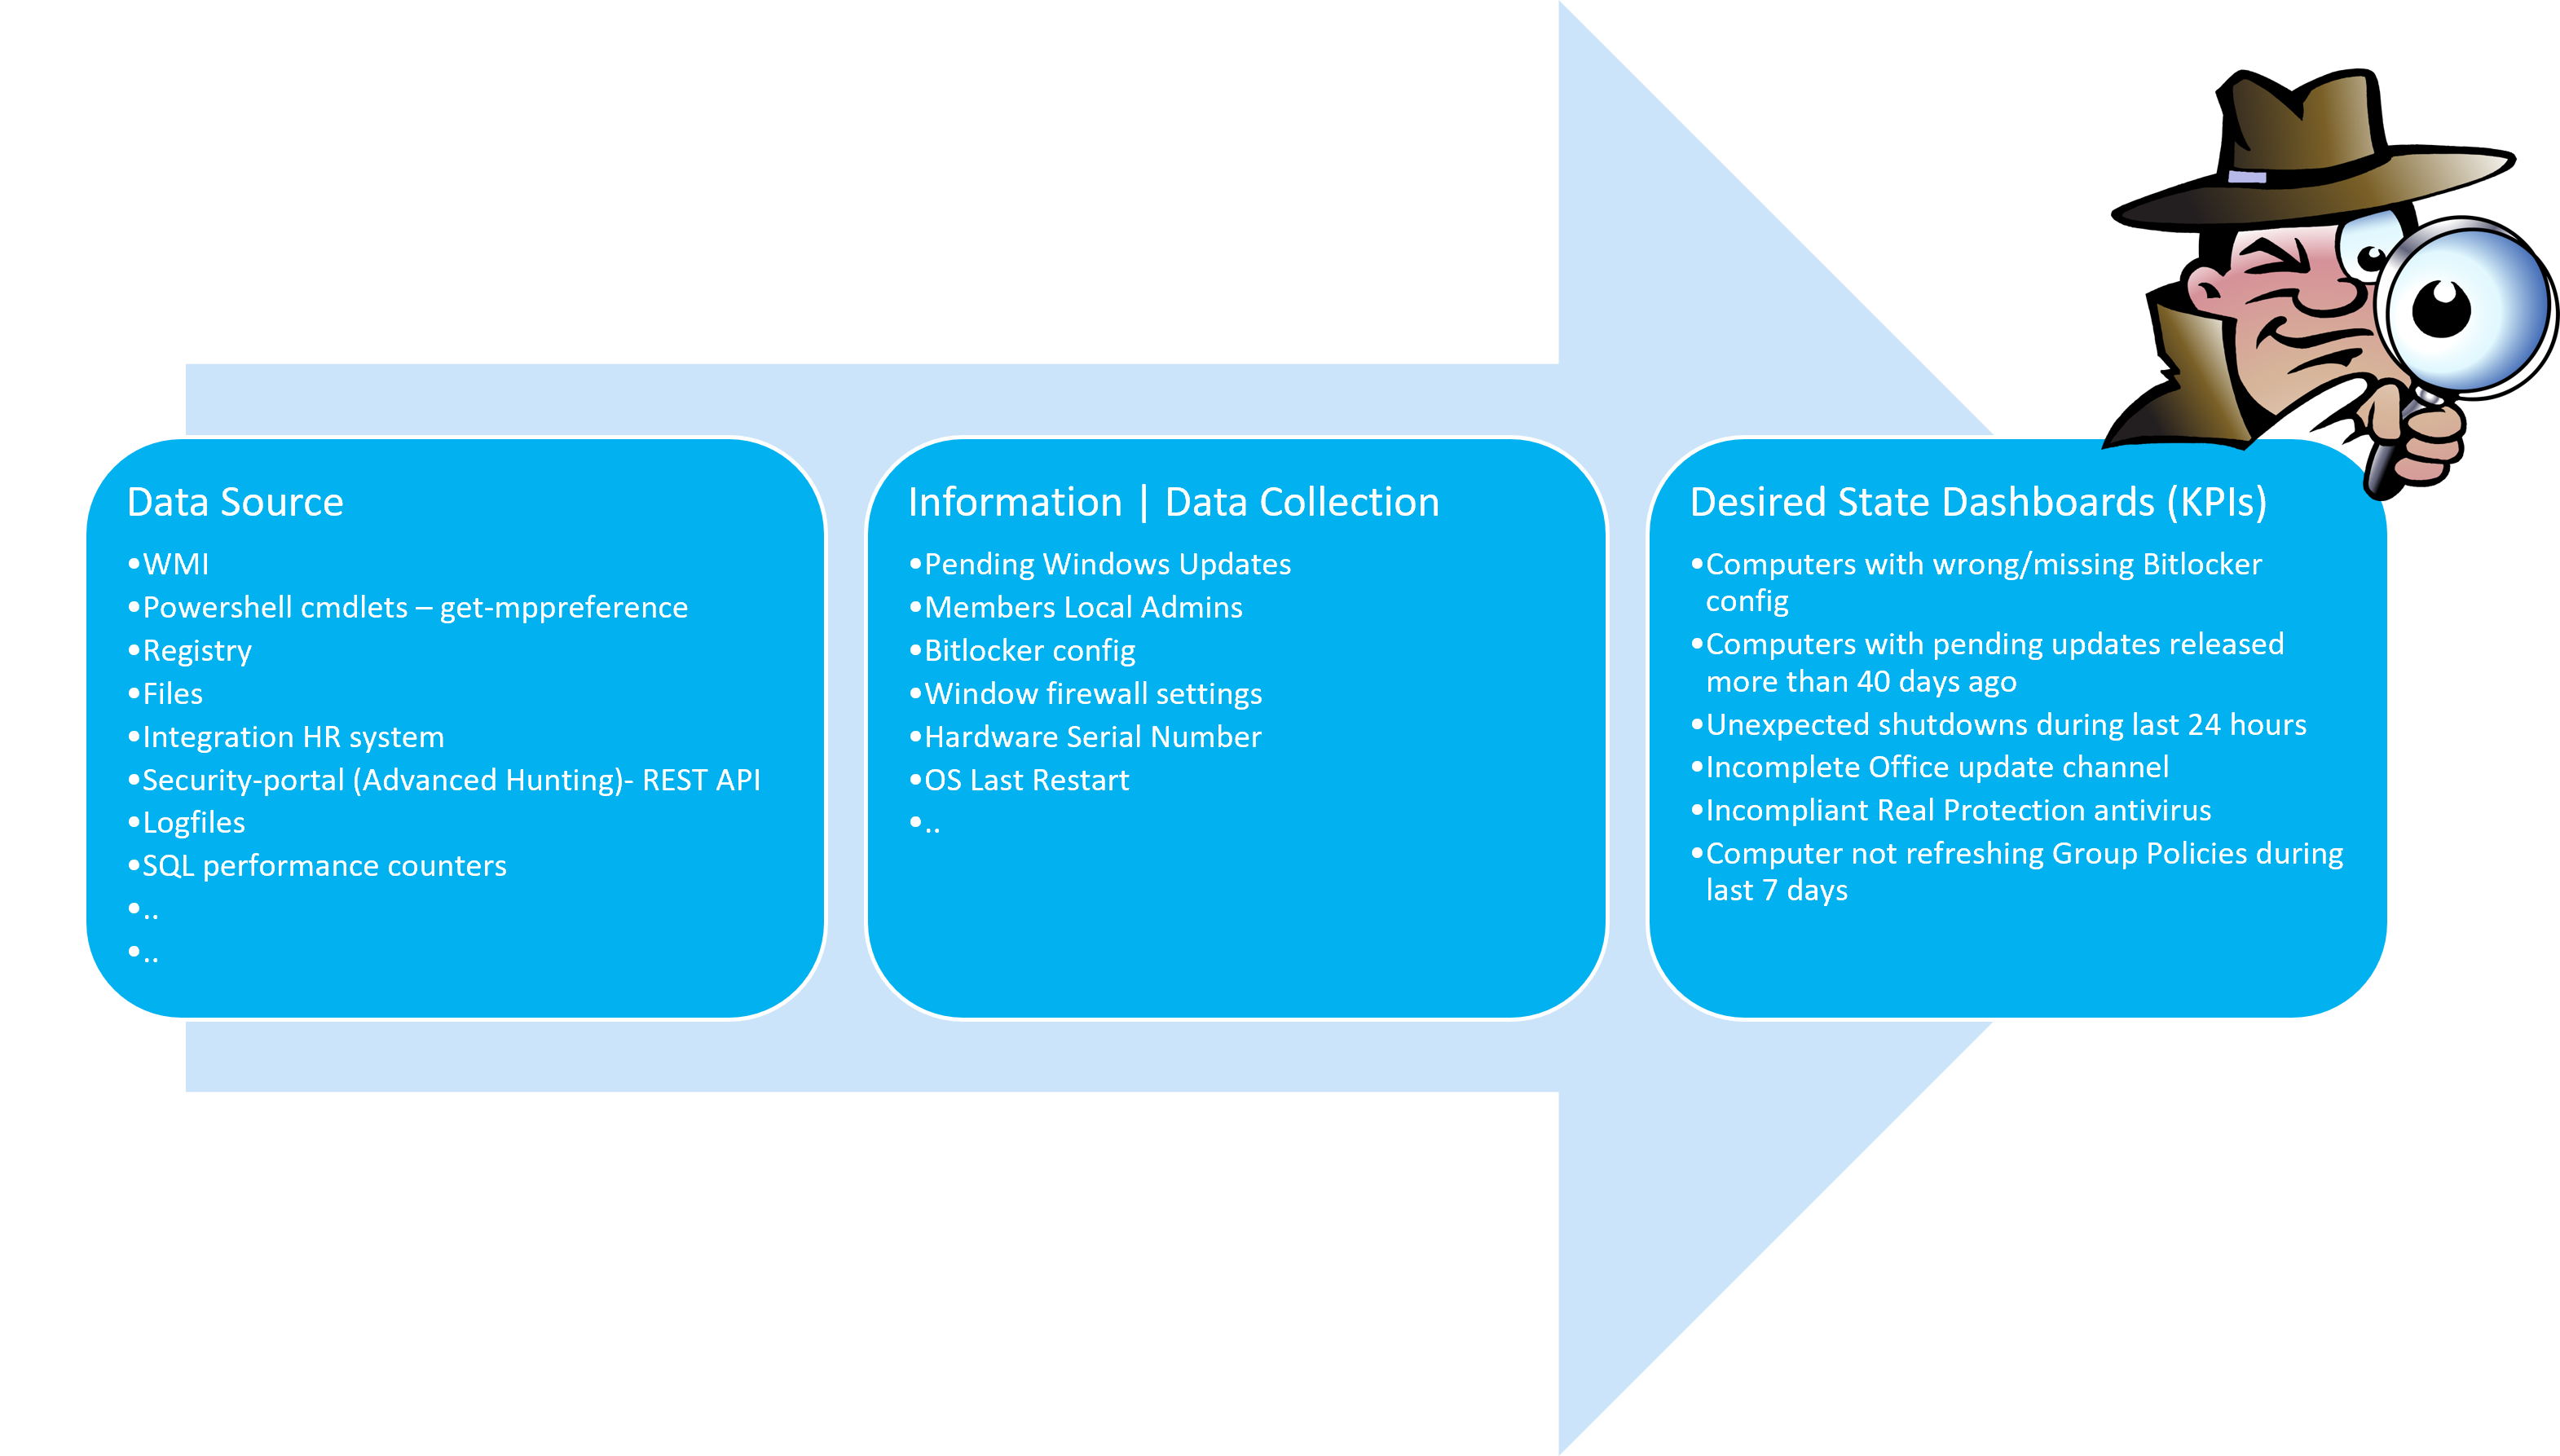 Data Source
•WMI
•Powershell cmdlets – get-mppreference
•Registry
•Files
•Integration HR system
•Security-portal (Advanced Hunting)- REST API
•Logfiles
•SQL performance counters
•..
•..
Information | Data Collection
•Pending Windows Updates
•Members Local Admins
•Bitlocker config
•Window firewall settings
•Hardware Serial Number
•OS Last Restart
•..
Desired State Dashboards (KPIs)
•Computers with wrong/missing Bitlocker
config
•Computers with pending updates released
more than 40 days ago
•Unexpected shutdowns during last 24 hours
•Incomplete Office update channel
•Incompliant Real Protection antivirus
•Computer not refreshing Group Policies during
last 7 days